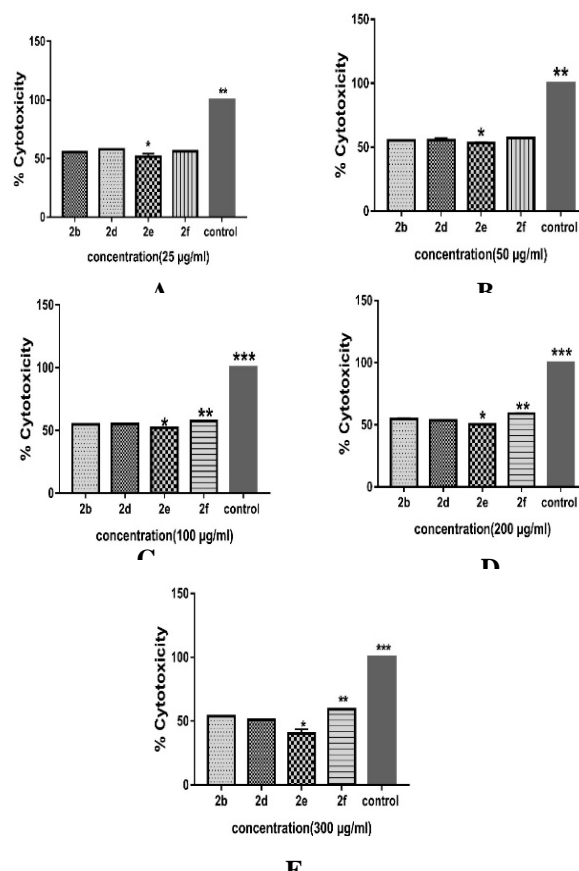 150
100
50
0
% Cytotoxicity
*
**
2b 2d 2e 2f control
concentration(25 µg/ml)
A
150
100
50
0
% Cytotoxicity
*
**
2b 2d 2e 2f control
concentration(50 µg/ml)
B
150
100
50
0
% Cytotoxicity
*
**
***
2b 2d 2e 2f control
concentration(100 µg/ml)
C
150
100
50
0
% Cytotoxicity
*
**
***
2b 2d 2e 2f control
concentration(200 µg/ml)
D
150
100
50
0
% Cytotoxicity
*
**
***
2b 2d 2e 2f control
concentration(300 µg/ml)